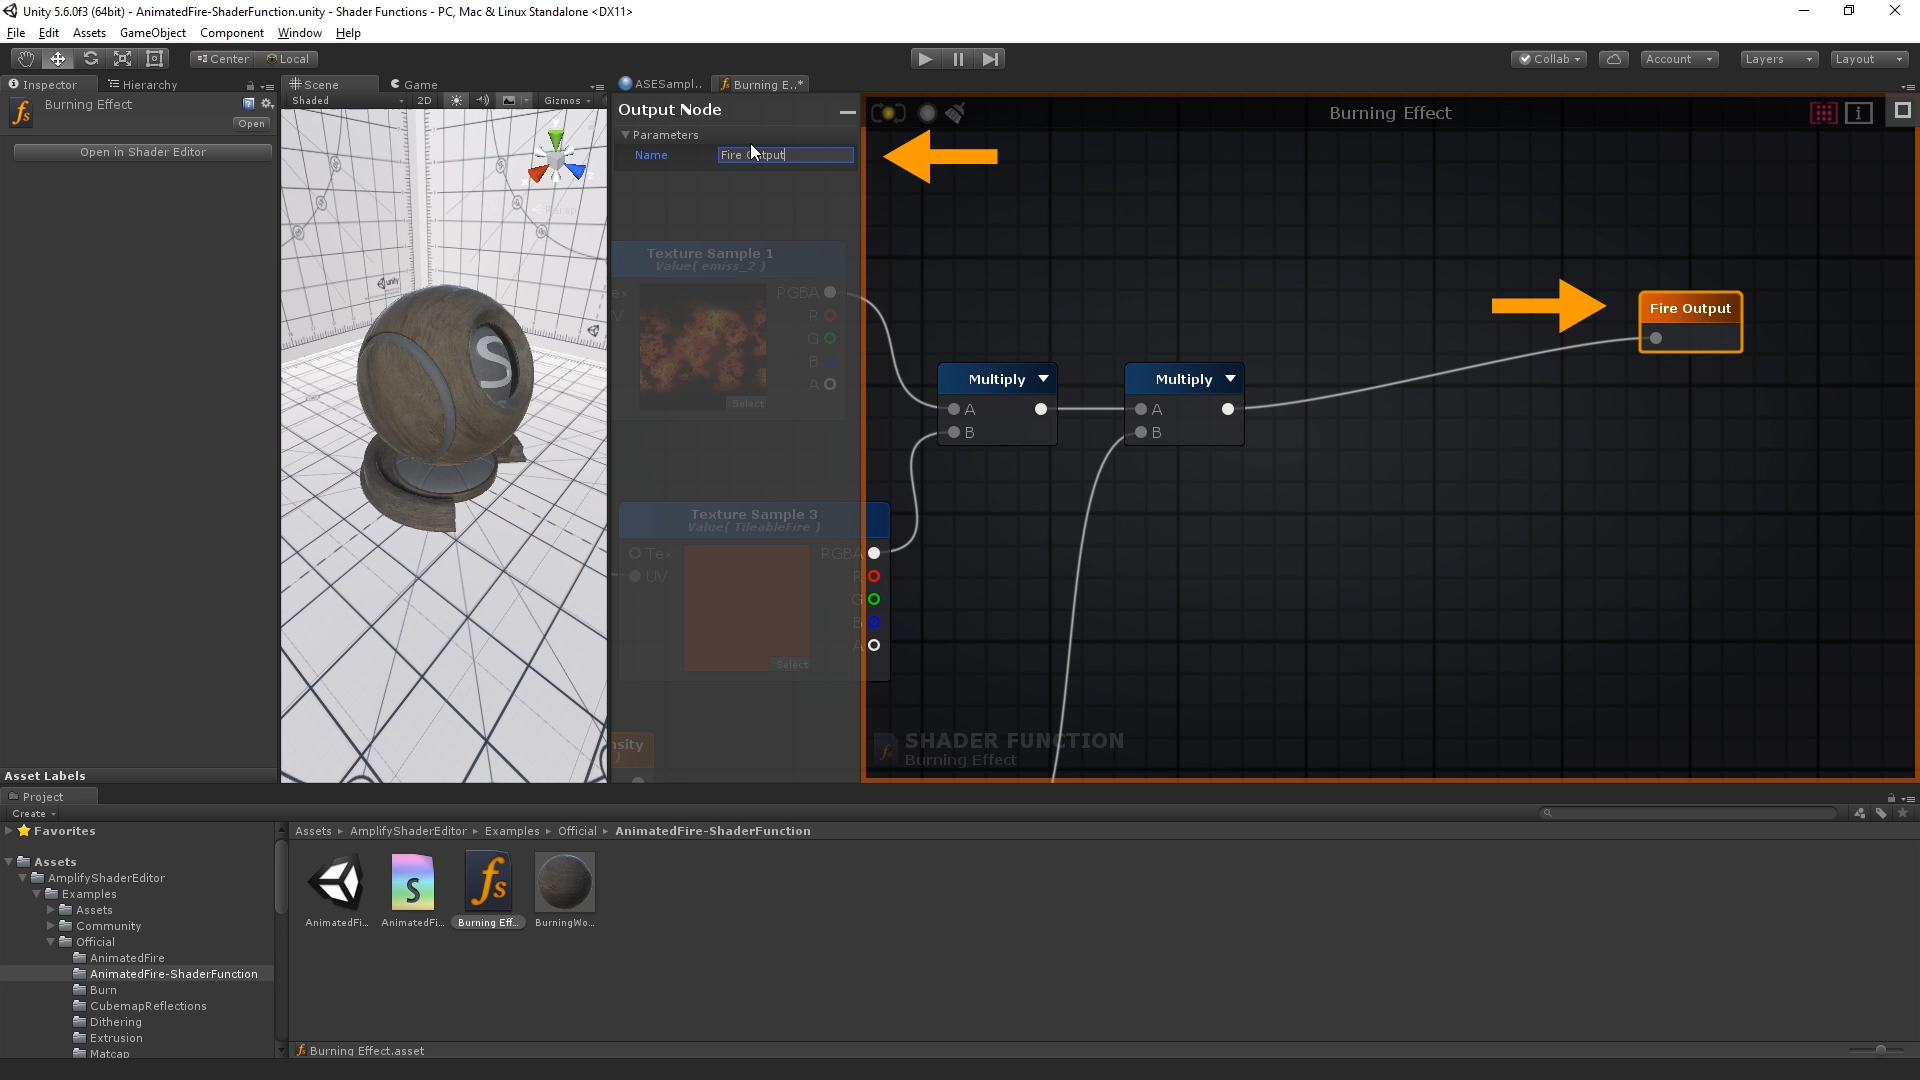 Unity 5.6.0f3 (64bit) - AnimatedFire-ShaderFunction.unity - Shader Functions - PC, Mac & Linux Standalone <DX11>
File Edit Assets GameObject Component Window Help
Center Local
Collab Account Layers Layout
Inspector Hierarchy
Scene Game
ASESampl.. Burning E..*
Burning Effect
Open
Open in Shader Editor
Shaded 2D Gizmos
Persp
unity
Output Node
Parameters
Name Fire Output
Burning Effect
Texture Sample 1
Value( emiss_2 )
RGBA
R
G
B
A
Select
Multiply
A
B
Multiply
A
B
Fire Output
Texture Sample 3
Value( TileableFire )
Tex RGBA
UV R
G
B
A
Select
nsity
SHADER FUNCTION
Burning Effect
Asset Labels
Project
Create
Favorites
Assets
AmplifyShaderEditor
Examples
Assets
Community
Official
AnimatedFire
AnimatedFire-ShaderFunction
Burn
CubemapReflections
Dithering
Extrusion
Matcap
Assets AmplifyShaderEditor Examples Official AnimatedFire-ShaderFunction
AnimatedFi... AnimatedFi... Burning Eff... BurningWo...
Burning Effect.asset